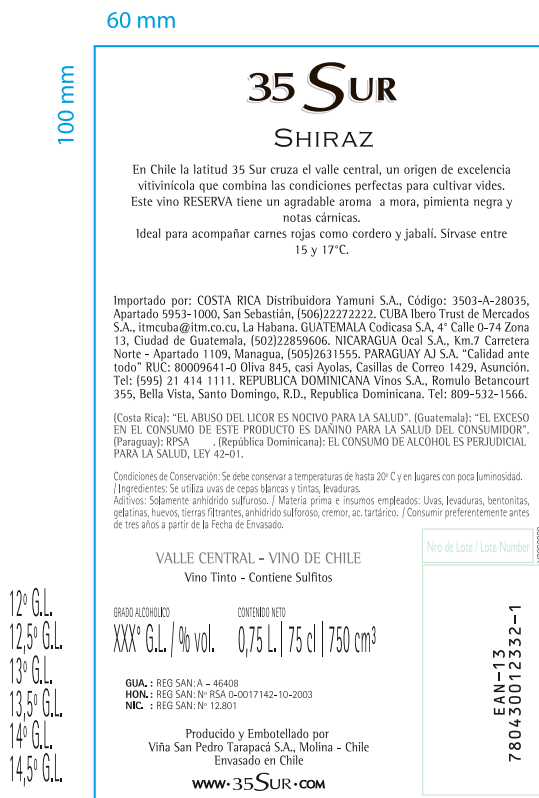 60 mm
100 mm
35 SUR
SHIRAZ
En Chile la latitud 35 Sur cruza el valle central, un origen de excelencia
vitivinícola que combina las condiciones perfectas para cultivar vides.
Este vino RESERVA tiene un agradable aroma a mora, pimienta negra y
notas cárnicas.
Ideal para acompañar carnes rojas como cordero y jabalí. Sírvase entre
15 y 17°C.
Importado por: COSTA RICA Distribuidora Yamuni S.A., Código: 3503-A-28035,
Apartado 5953-1000, San Sebastián, (506)22272222. CUBA Ibero Trust de Mercados
S.A., itmcuba@itm.co.cu, La Habana. GUATEMALA Codicasa S.A, 4° Calle 0-74 Zona
13, Ciudad de Guatemala, (502)22859606. NICARAGUA Ocal S.A., Km.7 Carretera
Norte - Apartado 1109, Managua, (505)2631555. PARAGUAY AJ S.A. “Calidad ante
todo” RUC: 80009641-0 Oliva 845, casi Ayolas, Casillas de Correo 1429, Asunción.
Tel: (595) 21 414 1111. REPUBLICA DOMINICANA Vinos S.A., Romulo Betancourt
355, Bella Vista, Santo Domingo, R.D., Republica Dominicana. Tel: 809-532-1566.
(Costa Rica): “EL ABUSO DEL LICOR ES NOCIVO PARA LA SALUD”. (Guatemala): “EL EXCESO
EN EL CONSUMO DE ESTE PRODUCTO ES DAÑINO PARA LA SALUD DEL CONSUMIDOR”.
(Paraguay): RPSA . (República Dominicana): EL CONSUMO DE ALCOHOL ES PERJUDICIAL
PARA LA SALUD, LEY 42-01.
Condiciones de Conservación: Se debe conservar a temperaturas de hasta 20º C y en lugares con poca luminosidad.
/ Ingredientes: Se utiliza uvas de cepas blancas y tintas, levaduras.
Aditivos: Solamente anhídrido sulfuroso. / Materia prima e insumos empleados: Uvas, levaduras, bentonitas,
gelatinas, huevos, tierras filtrantes, anhídrido sulforoso, cremor, ac. tartárico. / Consumir preferentemente antes
de tres años a partir de la Fecha de Envasado.
Nro de Lote / Lote Number
VALLE CENTRAL - VINO DE CHILE
Vino Tinto - Contiene Sulfitos
GRADO ALCOHOLICO
CONTENIDO NETO
XXX° G.L. / % vol.
0,75 L. | 75 cl | 750 cm³
12º G.L.
12,5º G.L.
13º G.L.
13,5º G.L.
14º G.L.
14,5º G.L.
GUA. : REG SAN: A - 46408
HON. : REG SAN: Nº RSA 0-0017142-10-2003
NIC. : REG SAN: Nº 12.801
EAN-13
780430012332-1
Producido y Embotellado por
Viña San Pedro Tarapacá S.A., Molina - Chile
Envasado en Chile
WWW·35SUR·COM